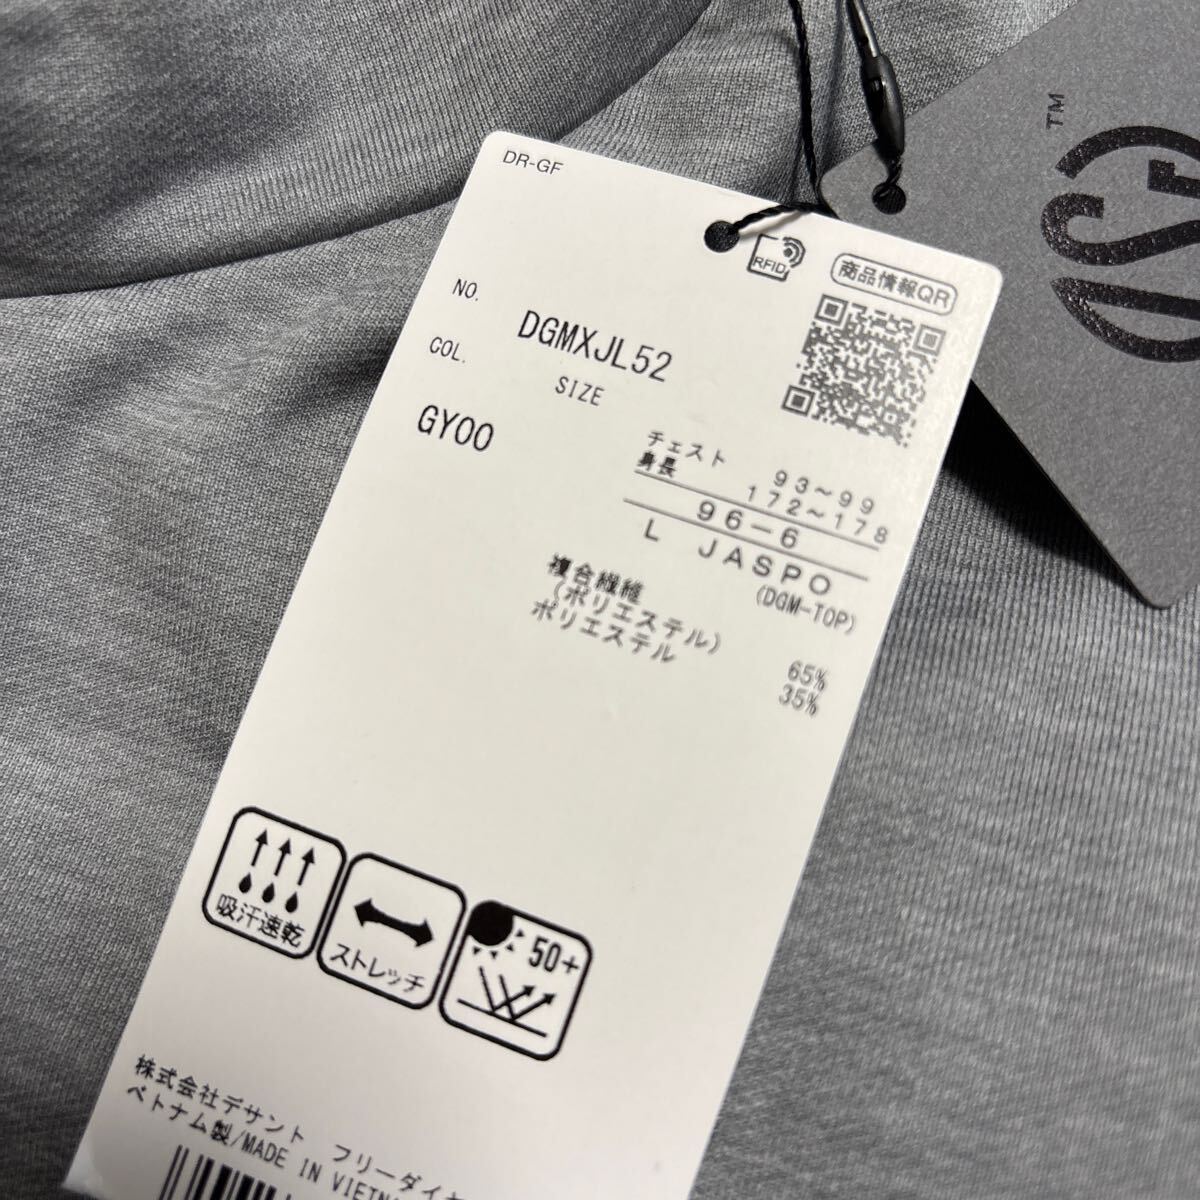 DR-GF
RFID
商品情報QR
NO.
DGMXJL52
COL.
SIZE
GY00
チェスト 93～99
身長 172～178
96-6
L JASPO
(DGM-TOP)
複合繊維
(ポリエステル) 65%
ポリエステル 35%
吸汗速乾
ストレッチ
50+
株式会社デサント フリーダイヤ
ベトナム製/MADE IN VIETN
TM